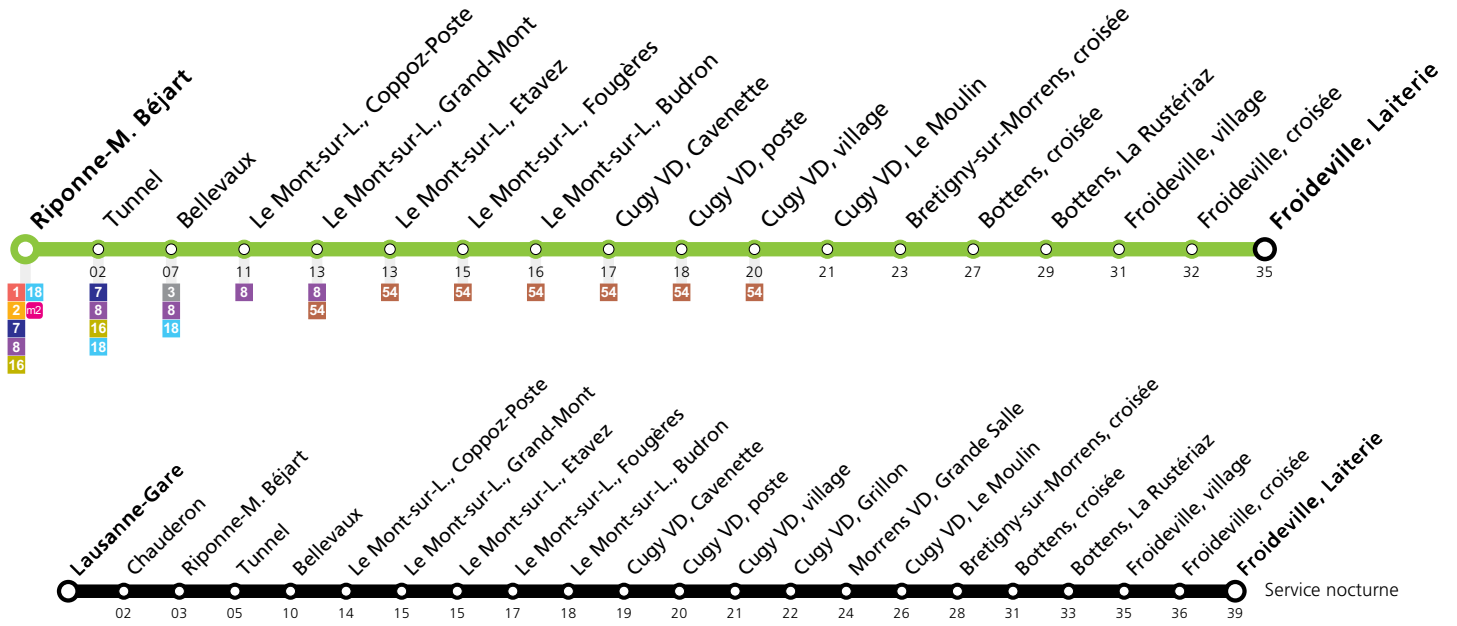 Riponne-M. Béjart
Tunnel
Bellevaux
Le Mont-sur-L., Coppoz-Poste
Le Mont-sur-L., Grand-Mont
Le Mont-sur-L., Etavez
Le Mont-sur-L., Fougères
Le Mont-sur-L., Budron
Cugy VD, Cavenette
Cugy VD, poste
Cugy VD, village
Cugy VD, Le Moulin
Bretigny-sur-Morrens, croisée
Bottens, croisée
Bottens, La Rustériaz
Froideville, village
Froideville, croisée
Froideville, Laiterie
02 07 11 13 13 15 16 17 18 20 21 23 27 29 31 32 35
1 18 7 3 8 8 54 54 54 54 54 54
2 m2 8 8 54
7 16 18
8 18
16
Lausanne-Gare
Chauderon
Riponne-M. Béjart
Tunnel
Bellevaux
Le Mont-sur-L., Coppoz-Poste
Le Mont-sur-L., Grand-Mont
Le Mont-sur-L., Etavez
Le Mont-sur-L., Fougères
Le Mont-sur-L., Budron
Cugy VD, Cavenette
Cugy VD, poste
Cugy VD, village
Cugy VD, Grillon
Morrens VD, Grande Salle
Cugy VD, Le Moulin
Bretigny-sur-Morrens, croisée
Bottens, croisée
Bottens, La Rustériaz
Froideville, village
Froideville, croisée
Froideville, Laiterie
Service nocturne
02 03 05 10 14 15 15 17 18 19 20 21 22 24 26 28 31 33 35 36 39